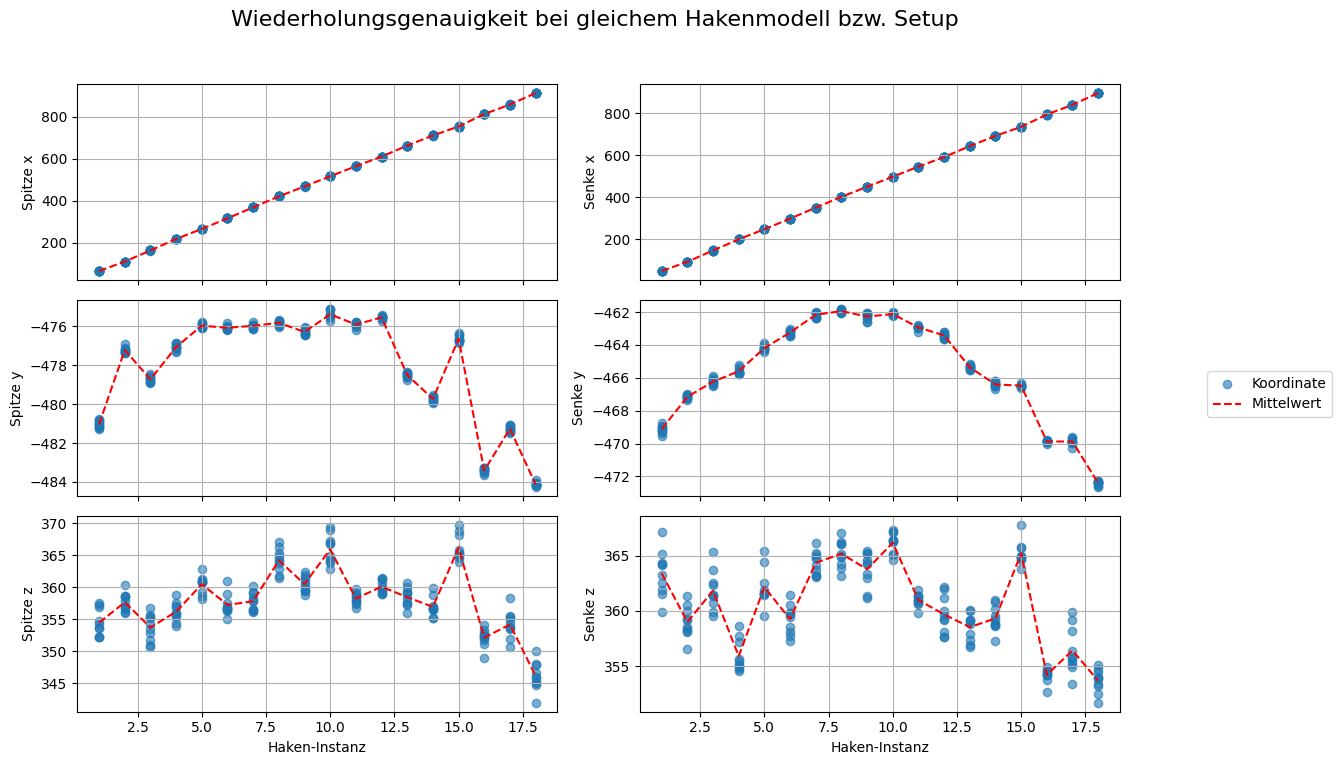 Wiederholungsgenauigkeit bei gleichem Hakenmodell bzw. Setup
Spitze x
800
600
400
200
Senke x
800
600
400
200
Spitze y
−476
−478
−480
−482
−484
Senke y
−462
−464
−466
−468
−470
−472
Koordinate
Mittelwert
Spitze z
370
365
360
355
350
345
2.5 5.0 7.5 10.0 12.5 15.0 17.5
Haken-Instanz
Senke z
365
360
355
2.5 5.0 7.5 10.0 12.5 15.0 17.5
Haken-Instanz